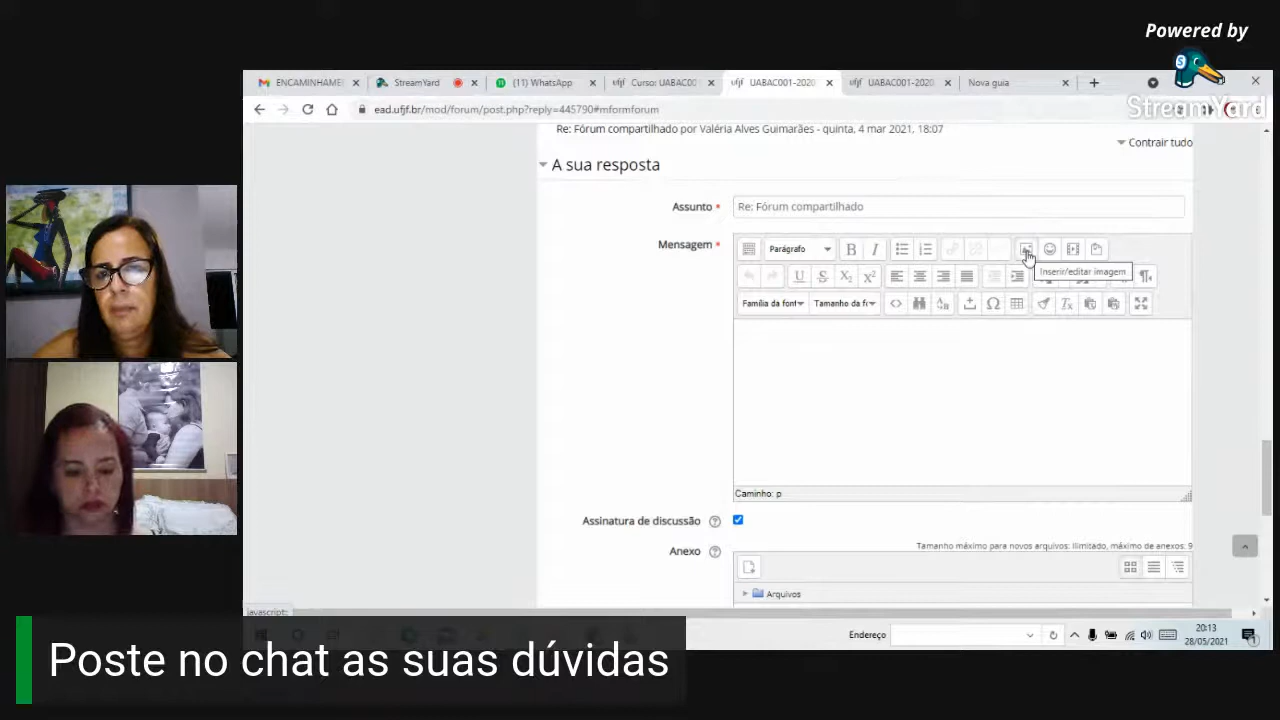 Powered by
StreamYard
ENCAMINHAME
StreamYard
(11) WhatsApp
Curso: UABAC00
UABAC001-2020
UABAC001-2020
Nova guia
ead.ufjf.br/mod/forum/post.php?reply=445790#mformforum
Re: Fórum compartilhado por Valéria Alves Guimarães - quinta, 4 mar 2021, 18:07
Contrair tudo
A sua resposta
Assunto
Re: Fórum compartilhado
Mensagem
Parágrafo
B I
Inserir/editar imagem
U S X₂ X²
Família da font
Tamanho da f
Caminho: p
Assinatura de discussão
Anexo
Tamanho máximo para novos arquivos: Ilimitado, máximo de anexos: 9
Arquivos
javascript:
Endereço
20:13
28/05/2021
Poste no chat as suas dúvidas